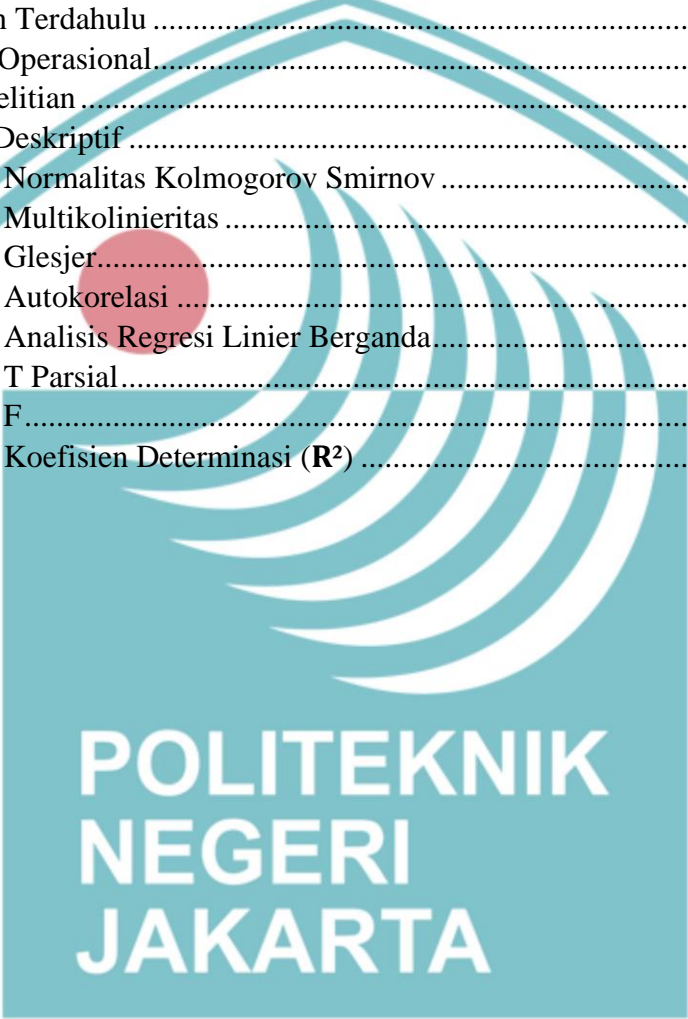 n Terdahulu ..........................................................
Operasional..........................................................
elitian ..........................................................
Deskriptif ..........................................................
Normalitas Kolmogorov Smirnov ..........................
Multikolinieritas ..........................................................
Glesjer..........................................................
Autokorelasi ..........................................................
Analisis Regresi Linier Berganda..........................
T Parsial..........................................................
F..........................................................
Koefisien Determinasi (R²) ..........................
POLITEKNIK
NEGERI
JAKARTA